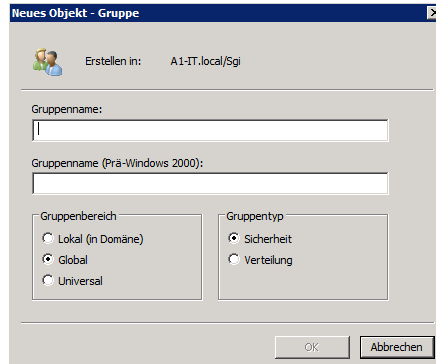 Neues Objekt - Gruppe
Erstellen in: A1-IT.local/Sgi
Gruppenname:
Gruppenname (Prä-Windows 2000):
Gruppenbereich
Lokal (in Domäne)
Global
Universal
Gruppentyp
Sicherheit
Verteilung
OK
Abbrechen